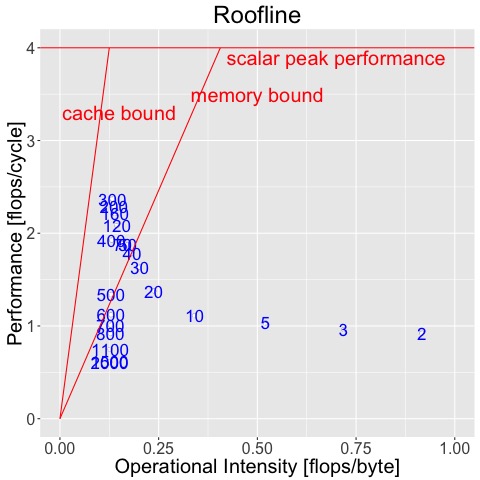 Roofline
4
scalar peak performance
memory bound
cache bound
3
300
160
120
400
2
40
30
20
500
600
10
5
3
2
1
800
1100
0
0.00 0.25 0.50 0.75 1.00
Operational Intensity [flops/byte]
Performance [flops/cycle]